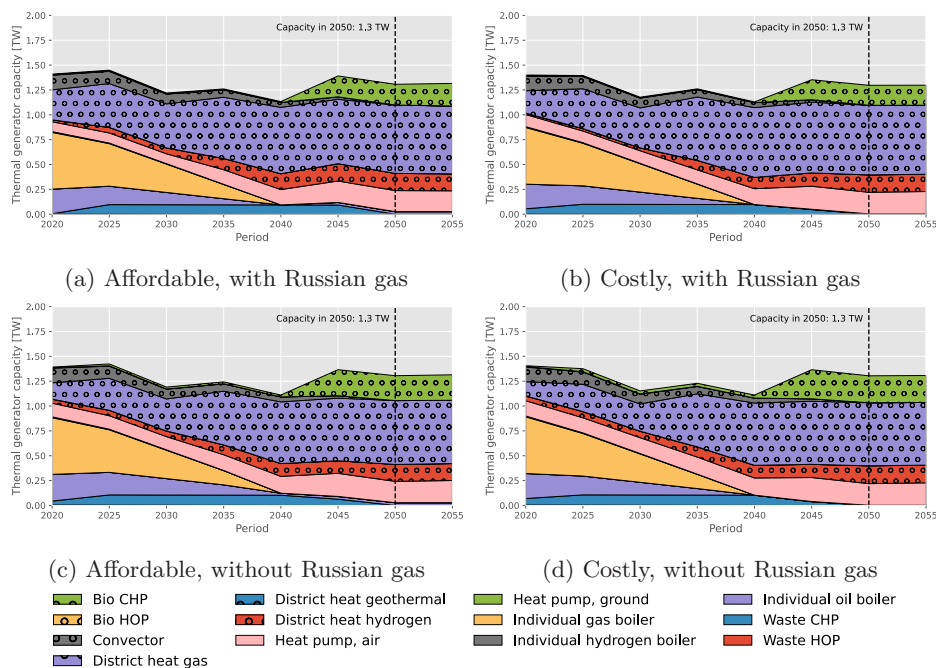 Capacity in 2050: 1.3 TW
Thermal generator capacity [TW]
2.00
1.75
1.50
1.25
1.00
0.75
0.50
0.25
0.00
2020 2025 2030 2035 2040 2045 2050 2055
Period
(a) Affordable, with Russian gas
Capacity in 2050: 1.3 TW
Thermal generator capacity [TW]
2.00
1.75
1.50
1.25
1.00
0.75
0.50
0.25
0.00
2020 2025 2030 2035 2040 2045 2050 2055
Period
(b) Costly, with Russian gas
Capacity in 2050: 1.3 TW
Thermal generator capacity [TW]
2.00
1.75
1.50
1.25
1.00
0.75
0.50
0.25
0.00
2020 2025 2030 2035 2040 2045 2050 2055
Period
(c) Affordable, without Russian gas
Capacity in 2050: 1.3 TW
Thermal generator capacity [TW]
2.00
1.75
1.50
1.25
1.00
0.75
0.50
0.25
0.00
2020 2025 2030 2035 2040 2045 2050 2055
Period
(d) Costly, without Russian gas
Bio CHP
Bio HOP
Convector
District heat gas
District heat geothermal
District heat hydrogen
Heat pump, air
Heat pump, ground
Individual gas boiler
Individual hydrogen boiler
Individual oil boiler
Waste CHP
Waste HOP